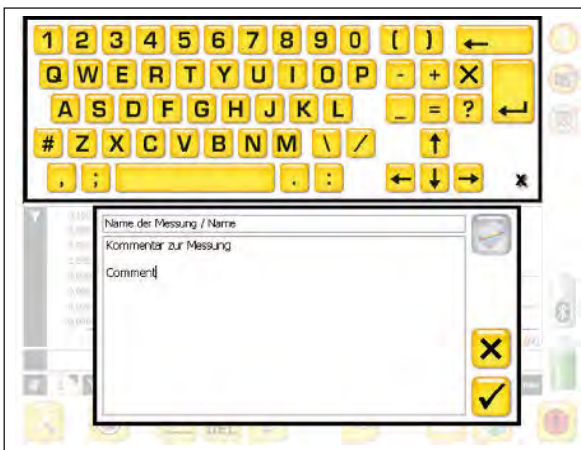 1 2 3 4 5 6 7 8 9 0 ( ) ←
Q W E R T Y U I O P - + X
A S D F G H J K L _ = ? ↵
# Z X C V B N M \ / ↑
, ; . : ← ↓ → x
Name der Messung / Name
Kommentar zur Messung
Comment